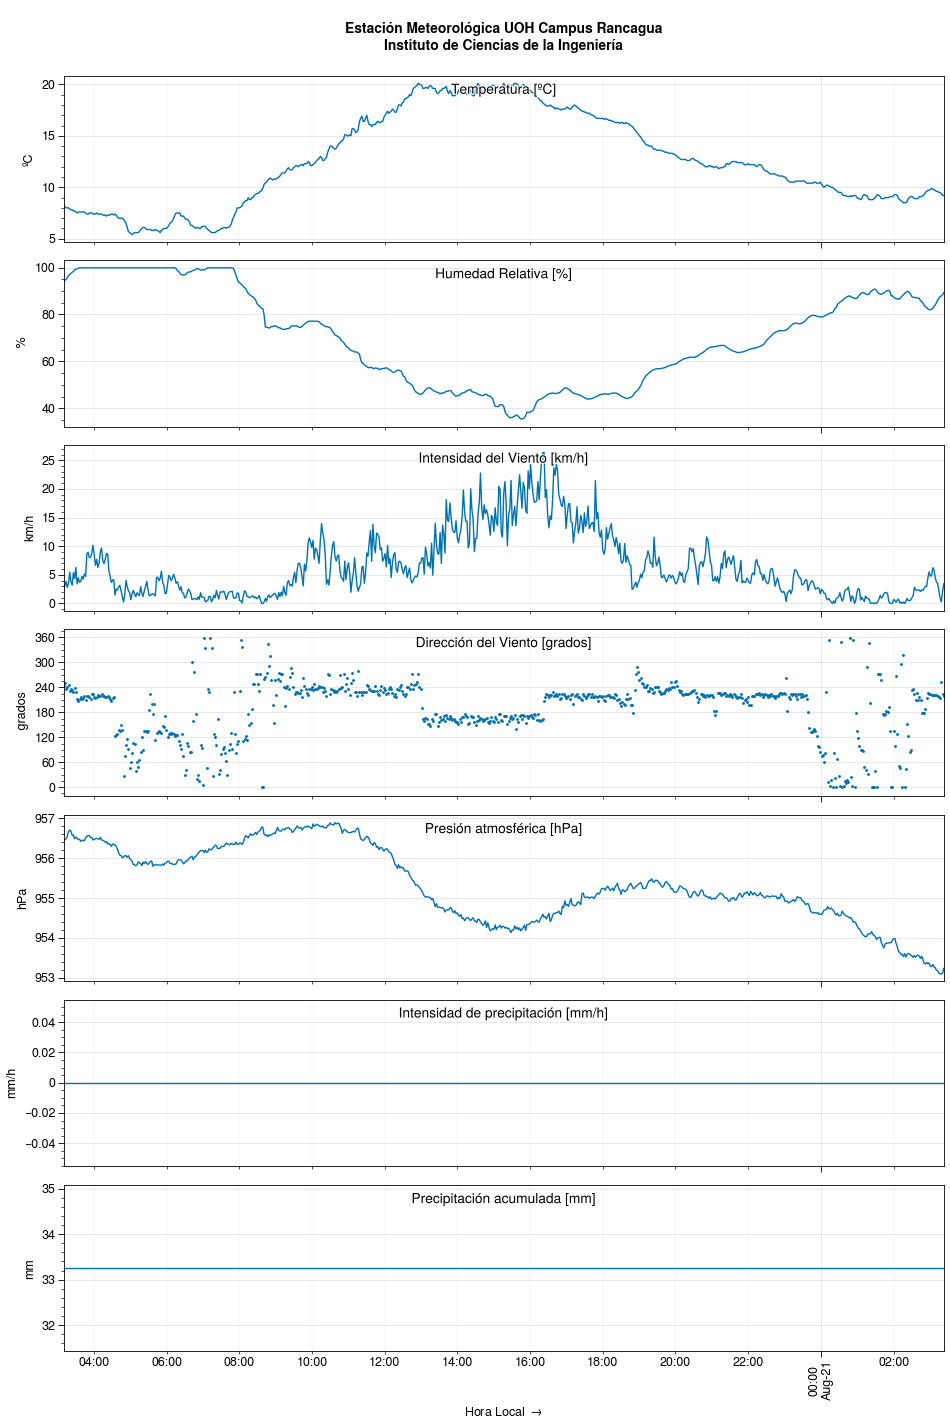 Estación Meteorológica UOH Campus Rancagua
Instituto de Ciencias de la Ingeniería
Temperatura [ºC]
20
15
10
5
ºC
Humedad Relativa [%]
100
80
60
40
%
Intensidad del Viento [km/h]
25
20
15
10
5
0
km/h
Dirección del Viento [grados]
360
300
240
180
120
60
0
grados
Presión atmosférica [hPa]
957
956
955
954
953
hPa
Intensidad de precipitación [mm/h]
0.04
0.02
0
−0.02
−0.04
mm/h
Precipitación acumulada [mm]
35
34
33
32
mm
04:00 06:00 08:00 10:00 12:00 14:00 16:00 18:00 20:00 22:00 00:00 02:00
Aug-21
Hora Local →